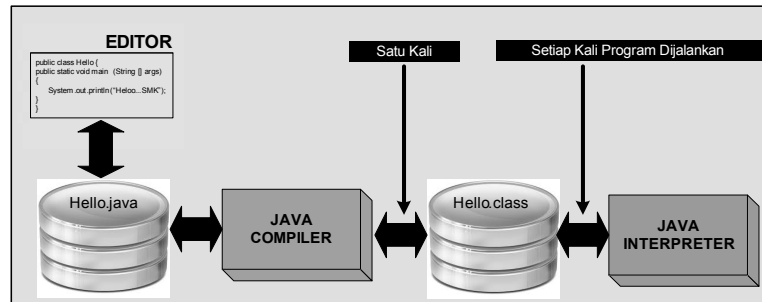 EDITOR
public class Hello {
public static void main (String [] args)
{
System .out.println("Heloo...SMK");
}
}
Satu Kali
Setiap Kali Program Dijalankan
Hello.java
JAVA
COMPILER
Hello.class
JAVA
INTERPRETER